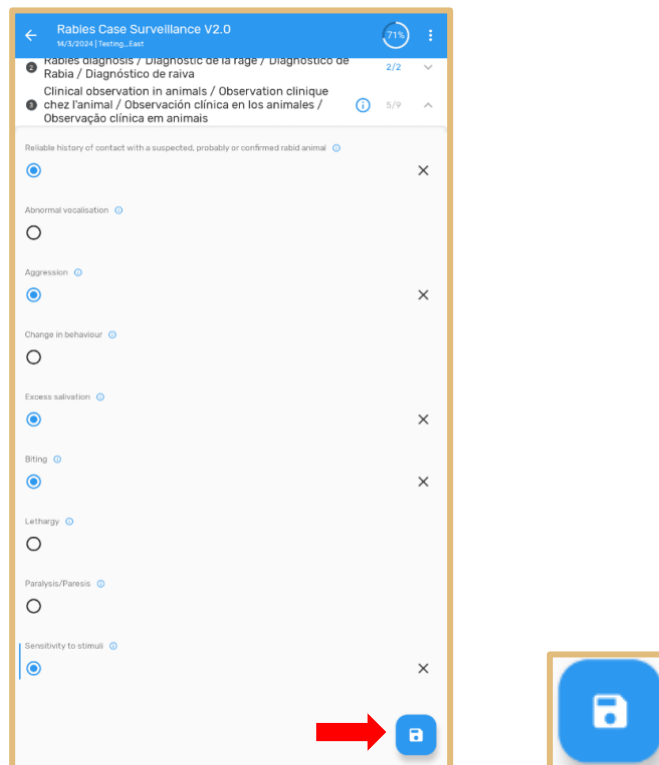 Rabies Case Surveillance V2.0
14/3/2024 | Testing_East
71%
2 Rabies diagnosis / Diagnostic de la rage / Diagnóstico de
Rabia / Diagnóstico de raiva
2/2
Clinical observation in animals / Observation clinique
3 chez l'animal / Observación clínica en los animales /
Observação clínica em animais
5/9
Reliable history of contact with a suspected, probably or confirmed rabid animal
Abnormal vocalisation
Aggression
Change in behaviour
Excess salivation
Biting
Lethargy
Paralysis/Paresis
Sensitivity to stimuli